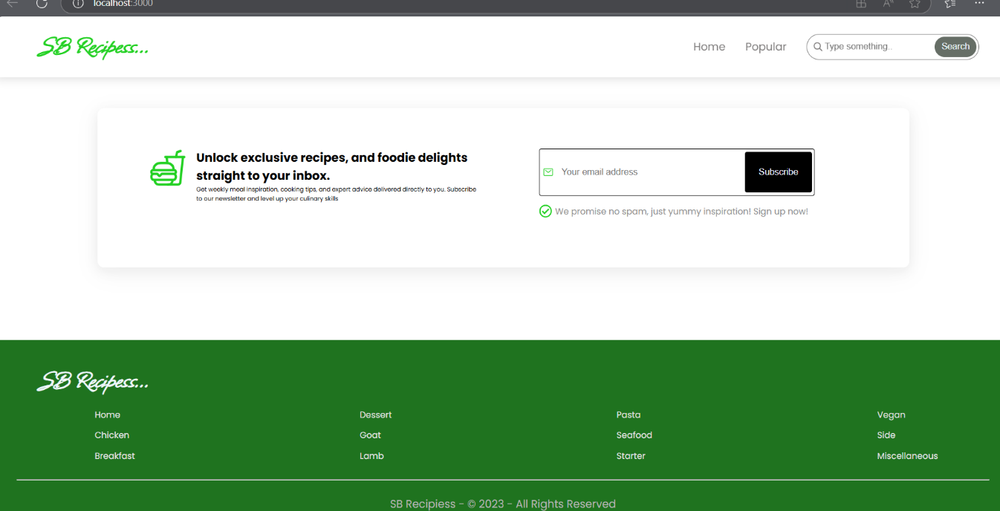 localhost:3000
SB Recipess...
Home
Popular
Type something..
Search
Unlock exclusive recipes, and foodie delights
straight to your inbox.
Get weekly meal inspiration, cooking tips, and expert advice delivered directly to you. Subscribe
to our newsletter and level up your culinary skills
Your email address
Subscribe
We promise no spam, just yummy inspiration! Sign up now!
SB Recipess...
Home
Dessert
Pasta
Vegan
Chicken
Goat
Seafood
Side
Breakfast
Lamb
Starter
Miscellaneous
SB Recipiess - © 2023 - All Rights Reserved